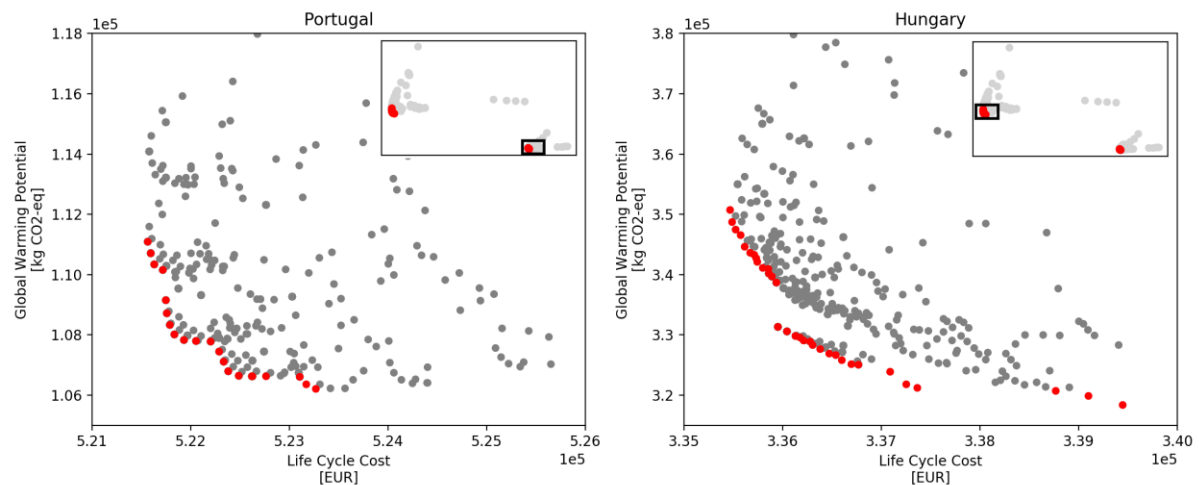 Portugal
1e5
1.18
1.16
1.14
1.12
1.10
1.08
1.06
Global Warming Potential
[kg CO2-eq]
5.21
5.22
5.23
5.24
5.25
5.26
1e5
Life Cycle Cost
[EUR]
Hungary
1e5
3.8
3.7
3.6
3.5
3.4
3.3
3.2
Global Warming Potential
[kg CO2-eq]
3.35
3.36
3.37
3.38
3.39
3.40
1e5
Life Cycle Cost
[EUR]